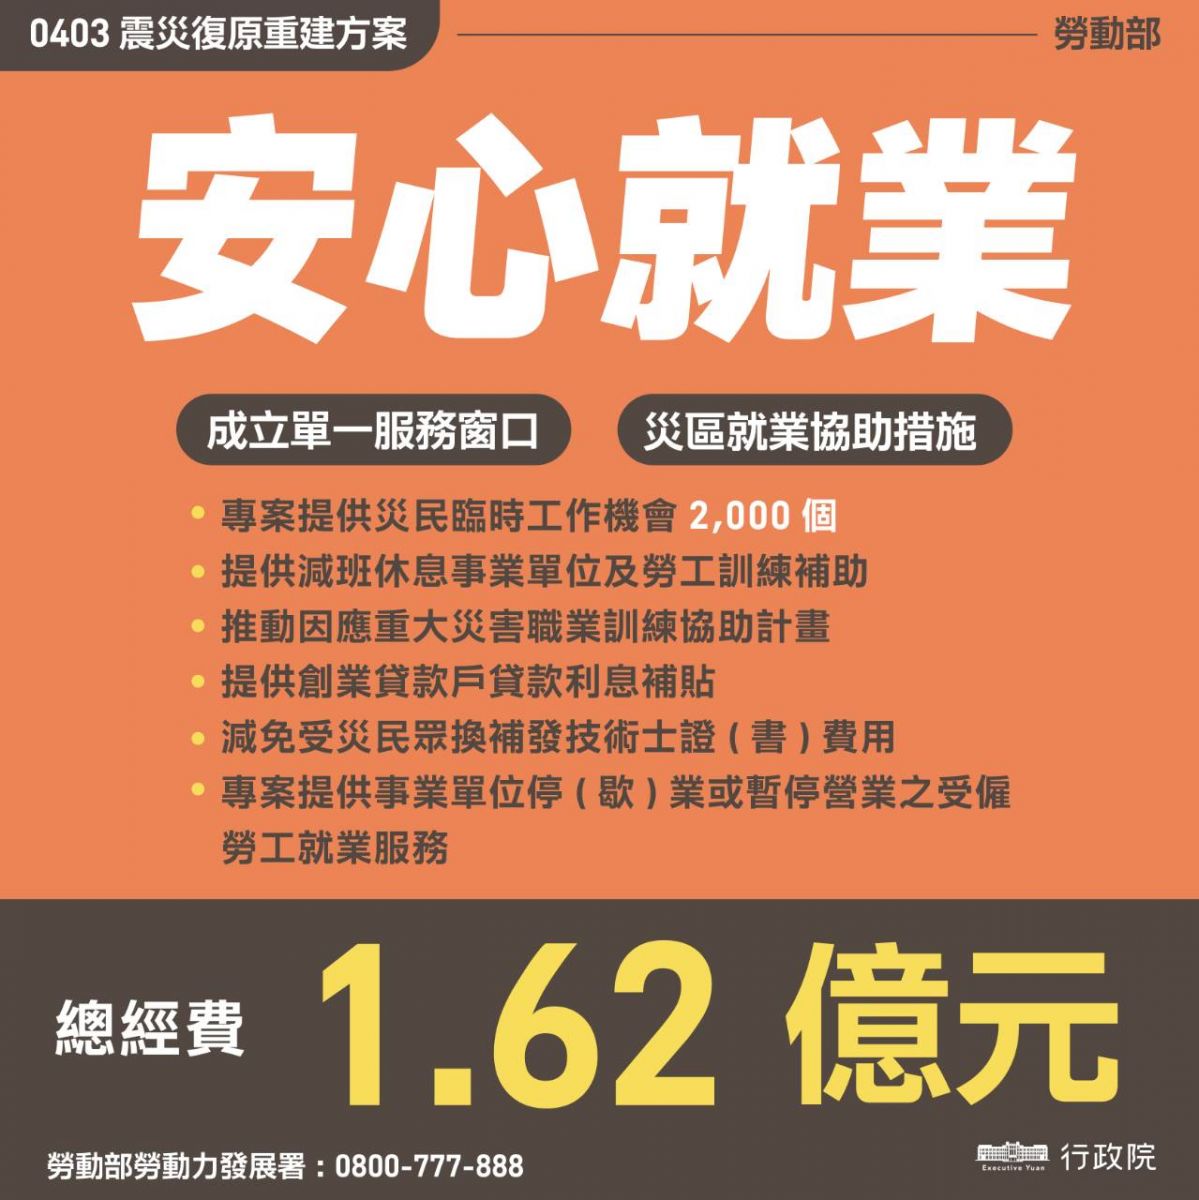 0403 震災復原重建方案
勞動部
安心就業
成立單一服務窗口
災區就業協助措施
• 專案提供災民臨時工作機會 2,000 個
• 提供減班休息事業單位及勞工訓練補助
• 推動因應重大災害職業訓練協助計畫
• 提供創業貸款戶貸款利息補貼
• 減免受災民眾換補發技術士證 ( 書 ) 費用
• 專案提供事業單位停 ( 歇 ) 業或暫停營業之受僱
勞工就業服務
總經費 1.62 億元
勞動部勞動力發展署：0800-777-888
Executive Yuan 行政院